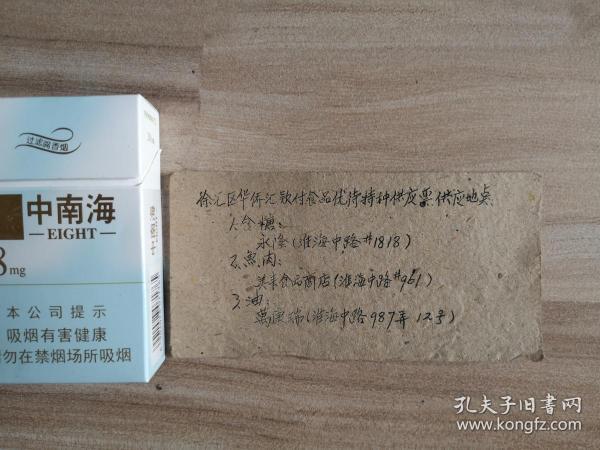 过滤嘴香烟
中南海
EIGHT
8mg
本公司提示
吸烟有害健康
请勿在禁烟场所吸烟
徐汇区华侨汇款付食品优待特种供应票供应地点
1.食糖:
永隆(淮海中路#1818)
2.魚肉:
食品商店(淮海中路#961)
3.油:
萬康瑞(淮海中路987弄12号)
孔夫子旧书网
www.kongfz.com